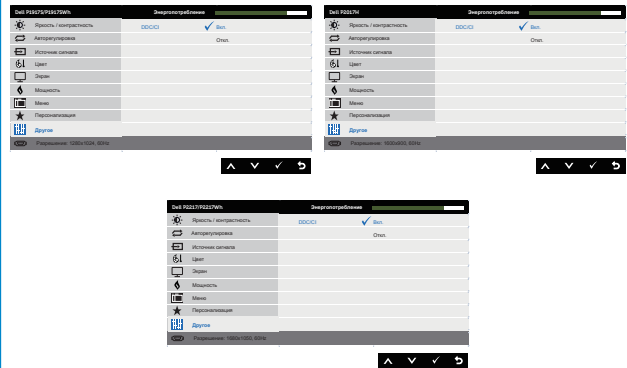 Dell P1917S/P1917SWh Энергопотребление
Яркость / контрастность DDC/CI Вкл.
Авторегулировка Откл.
Источник сигнала
Цвет
Экран
Мощность
Меню
Персонализация
Другое
Разрешение: 1280x1024, 60Hz
Dell P2017H Энергопотребление
Яркость / контрастность DDC/CI Вкл.
Авторегулировка Откл.
Источник сигнала
Цвет
Экран
Мощность
Меню
Персонализация
Другое
Разрешение: 1600x900, 60Hz
Dell P2217/P2217Wh Энергопотребление
Яркость / контрастность DDC/CI Вкл.
Авторегулировка Откл.
Источник сигнала
Цвет
Экран
Мощность
Меню
Персонализация
Другое
Разрешение: 1680x1050, 60Hz